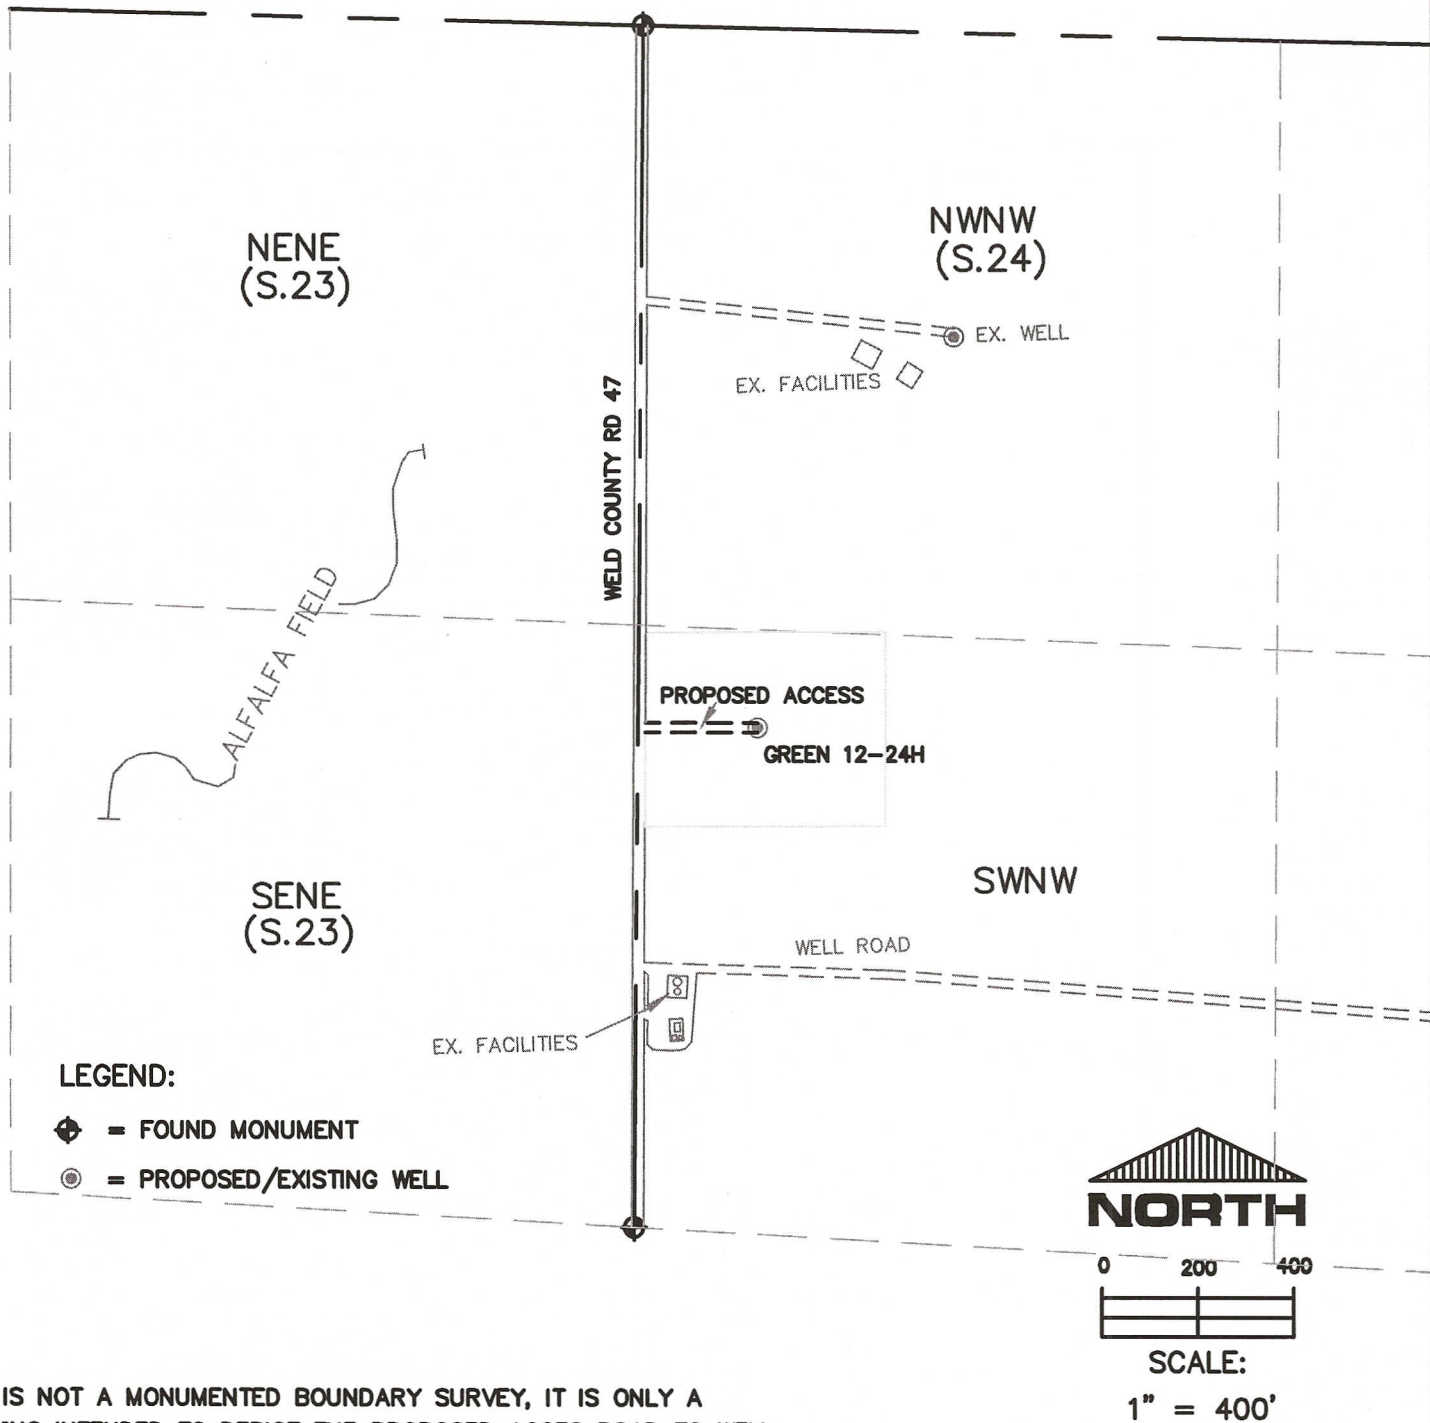 NENE
(S.23)
NWNW
(S.24)
EX. WELL
EX. FACILITIES
WELD COUNTY RD 47
ALFALFA FIELD
PROPOSED ACCESS
GREEN 12-24H
SENE
(S.23)
SWNW
WELL ROAD
EX. FACILITIES
LEGEND:
= FOUND MONUMENT
= PROPOSED/EXISTING WELL
NORTH
0 200 400
SCALE:
1" = 400'
IS NOT A MONUMENTED BOUNDARY SURVEY, IT IS ONLY A